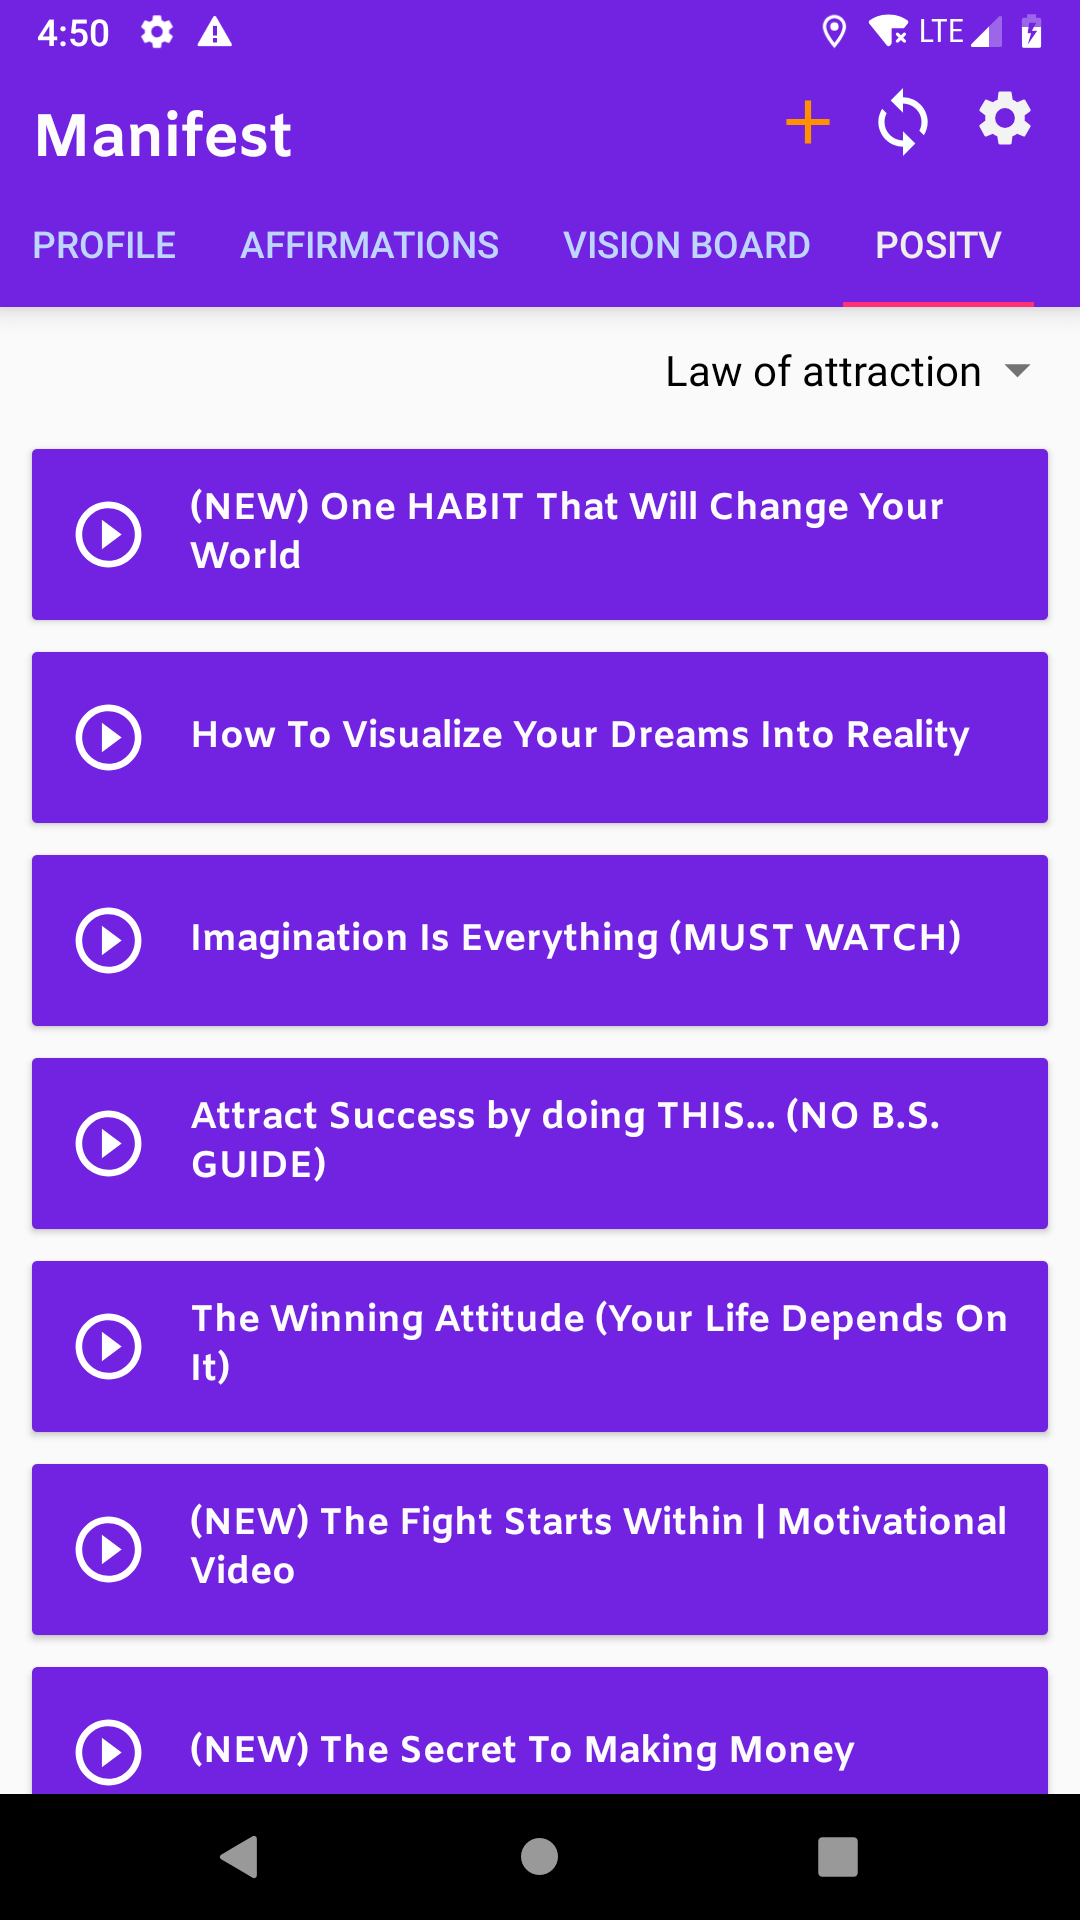 4:50 LTE
Manifest
PROFILE AFFIRMATIONS VISION BOARD POSITV
Law of attraction
(NEW) One HABIT That Will Change Your
World
How To Visualize Your Dreams Into Reality
Imagination Is Everything (MUST WATCH)
Attract Success by doing THIS... (NO B.S.
GUIDE)
The Winning Attitude (Your Life Depends On
It)
(NEW) The Fight Starts Within | Motivational
Video
(NEW) The Secret To Making Money